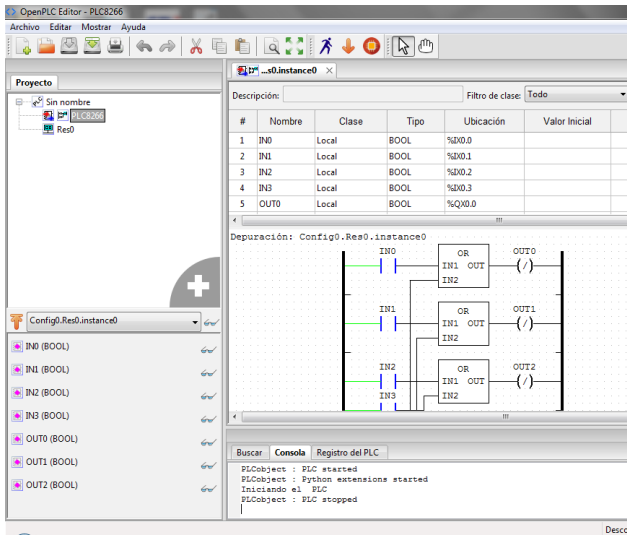 OpenPLC Editor - PLC8266
Archivo Editar Mostrar Ayuda
...s0.instance0
Proyecto
Descripción:
Filtro de clase: Todo
Sin nombre
PLC8266
Res0
# Nombre Clase Tipo Ubicación Valor Inicial
1 IN0 Local BOOL %IX0.0
2 IN1 Local BOOL %IX0.1
3 IN2 Local BOOL %IX0.2
4 IN3 Local BOOL %IX0.3
5 OUT0 Local BOOL %QX0.0
Depuración: Config0.Res0.instance0
IN0 OR OUT0
IN1 OUT
IN2
IN1 OR OUT1
IN1 OUT
IN2
IN2 OR OUT2
IN1 OUT
IN3 IN2
Config0.Res0.instance0
IN0 (BOOL)
IN1 (BOOL)
IN2 (BOOL)
IN3 (BOOL)
OUT0 (BOOL)
OUT1 (BOOL)
OUT2 (BOOL)
Buscar Consola Registro del PLC
PLCobject : PLC started
PLCobject : Python extensions started
Iniciando el PLC
PLCobject : PLC stopped
Desco